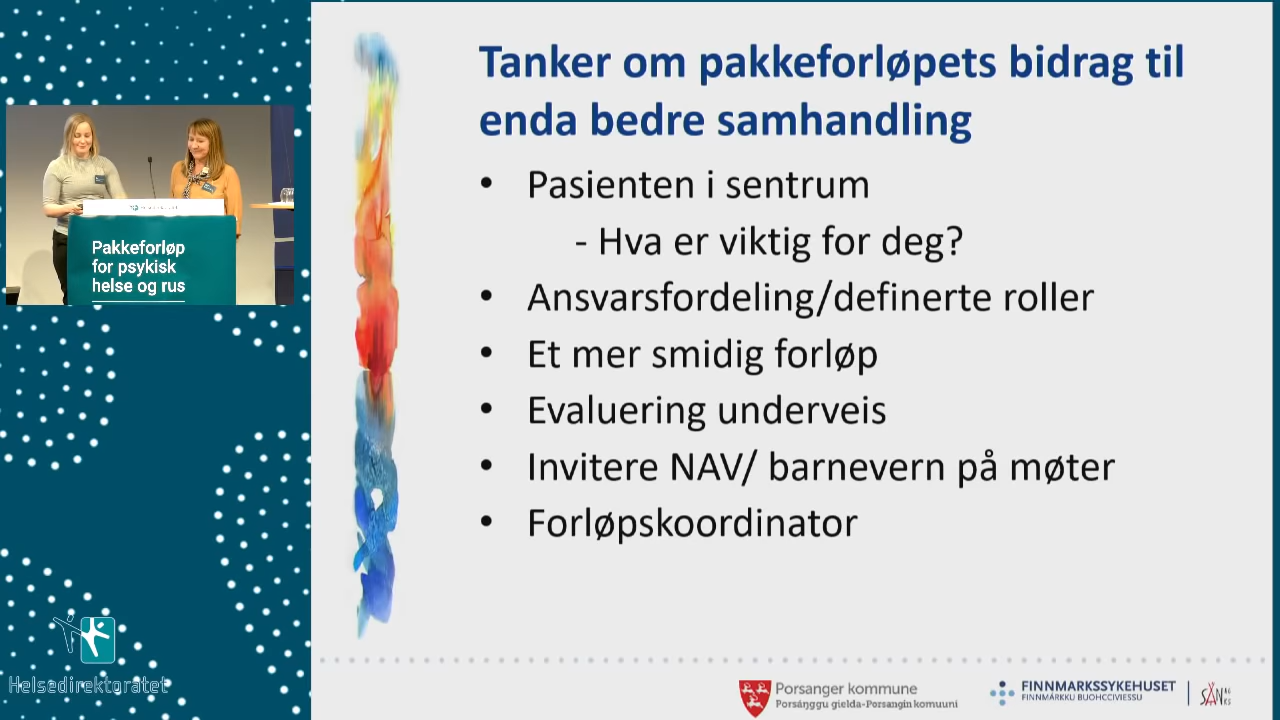 Tanker om pakkeforløpets bidrag til
enda bedre samhandling
• Pasienten i sentrum
- Hva er viktig for deg?
• Ansvarsfordeling/definerte roller
• Et mer smidig forløp
• Evaluering underveis
• Invitere NAV/ barnevern på møter
• Forløpskoordinator
Pakkeforløp
for psykisk
helse og rus
Helsedirektoratet
Porsanger kommune
Porsáŋggu gielda-Porsangin komuuni
FINNMARKSSYKEHUSET
FINNMÁRKKU BUOHCCIVIESSU